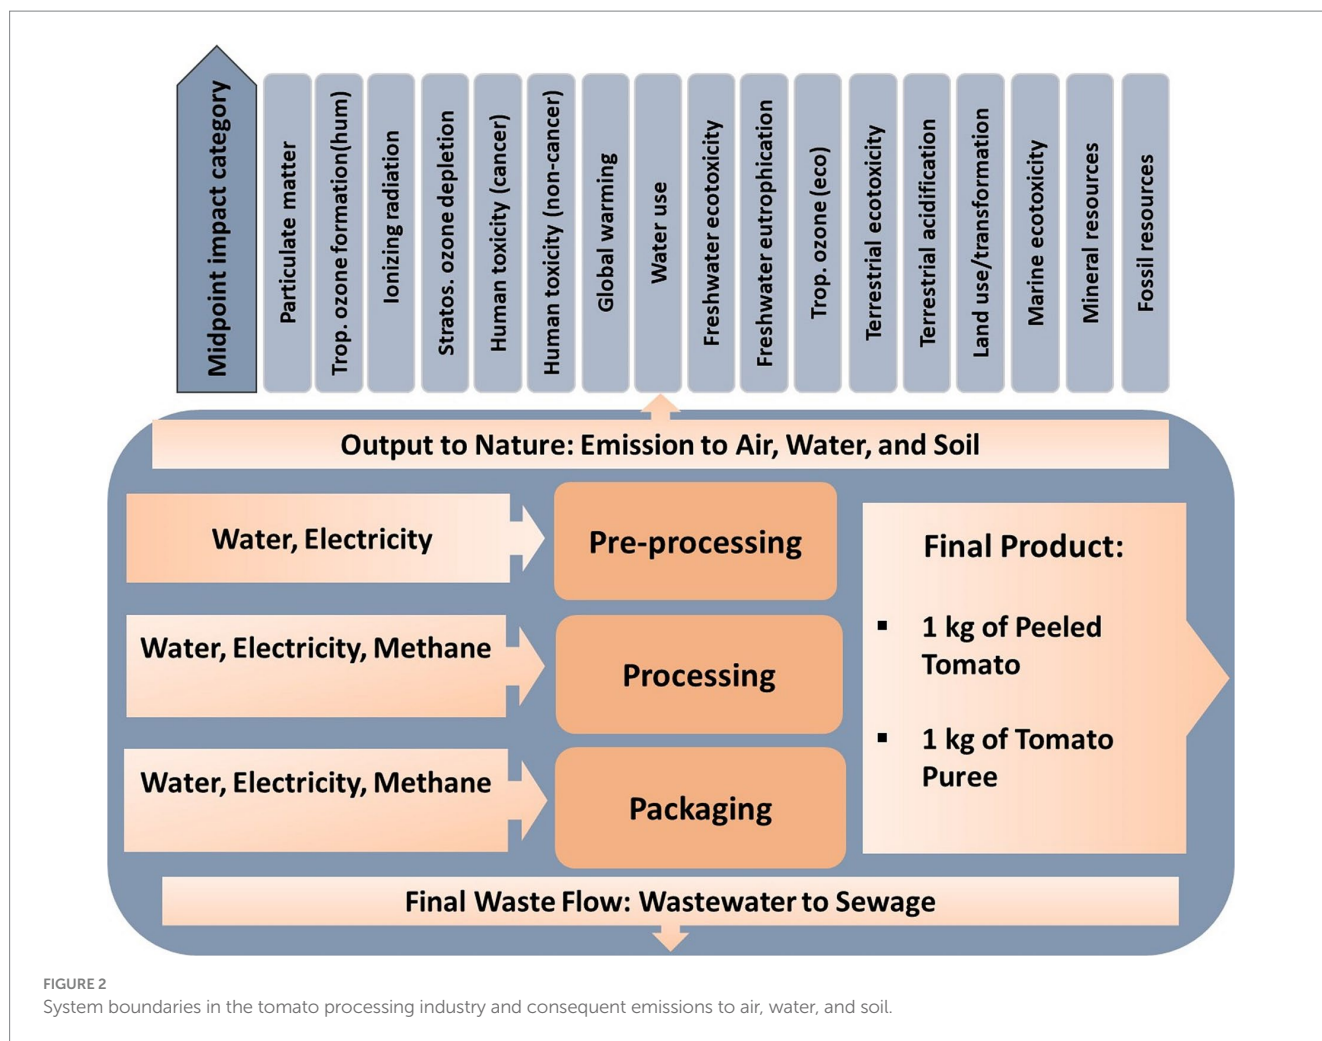 Midpoint impact category
Particulate matter
Trop. ozone formation(hum)
Ionizing radiation
Stratos. ozone depletion
Human toxicity (cancer)
Human toxicity (non-cancer)
Global warming
Water use
Freshwater ecotoxicity
Freshwater eutrophication
Trop. ozone (eco)
Terrestrial ecotoxicity
Terrestrial acidification
Land use/transformation
Marine ecotoxicity
Mineral resources
Fossil resources
Output to Nature: Emission to Air, Water, and Soil
Water, Electricity
Pre-processing
Water, Electricity, Methane
Processing
Water, Electricity, Methane
Packaging
Final Product:
▪ 1 kg of Peeled
Tomato
▪ 1 kg of Tomato
Puree
Final Waste Flow: Wastewater to Sewage
FIGURE 2
System boundaries in the tomato processing industry and consequent emissions to air, water, and soil.